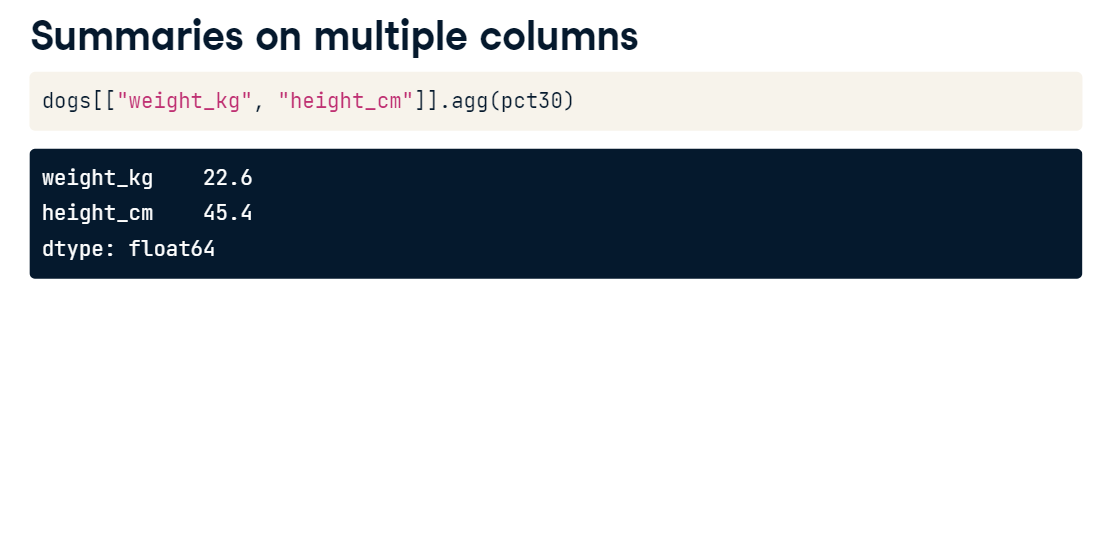 Summaries on multiple columns
dogs[["weight_kg", "height_cm"]].agg(pct30)
weight_kg    22.6
height_cm    45.4
dtype: float64